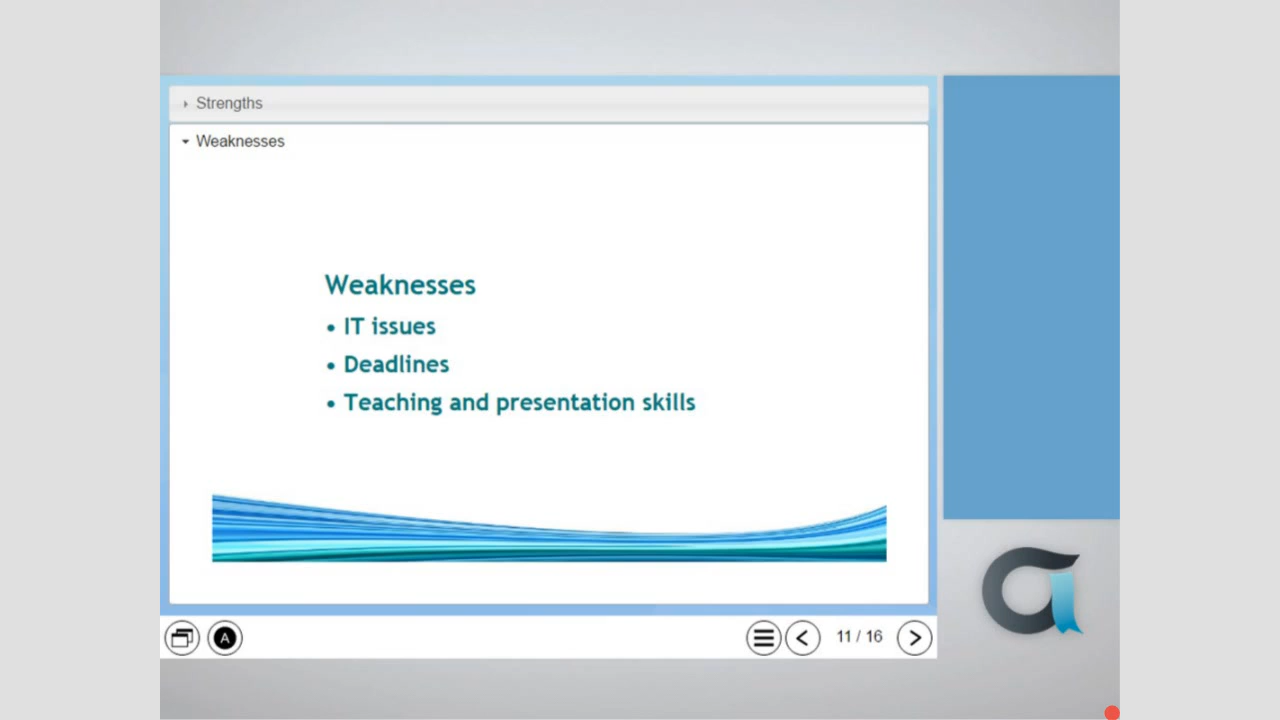 Strengths
Weaknesses
Weaknesses
• IT issues
• Deadlines
• Teaching and presentation skills
A
11 / 16